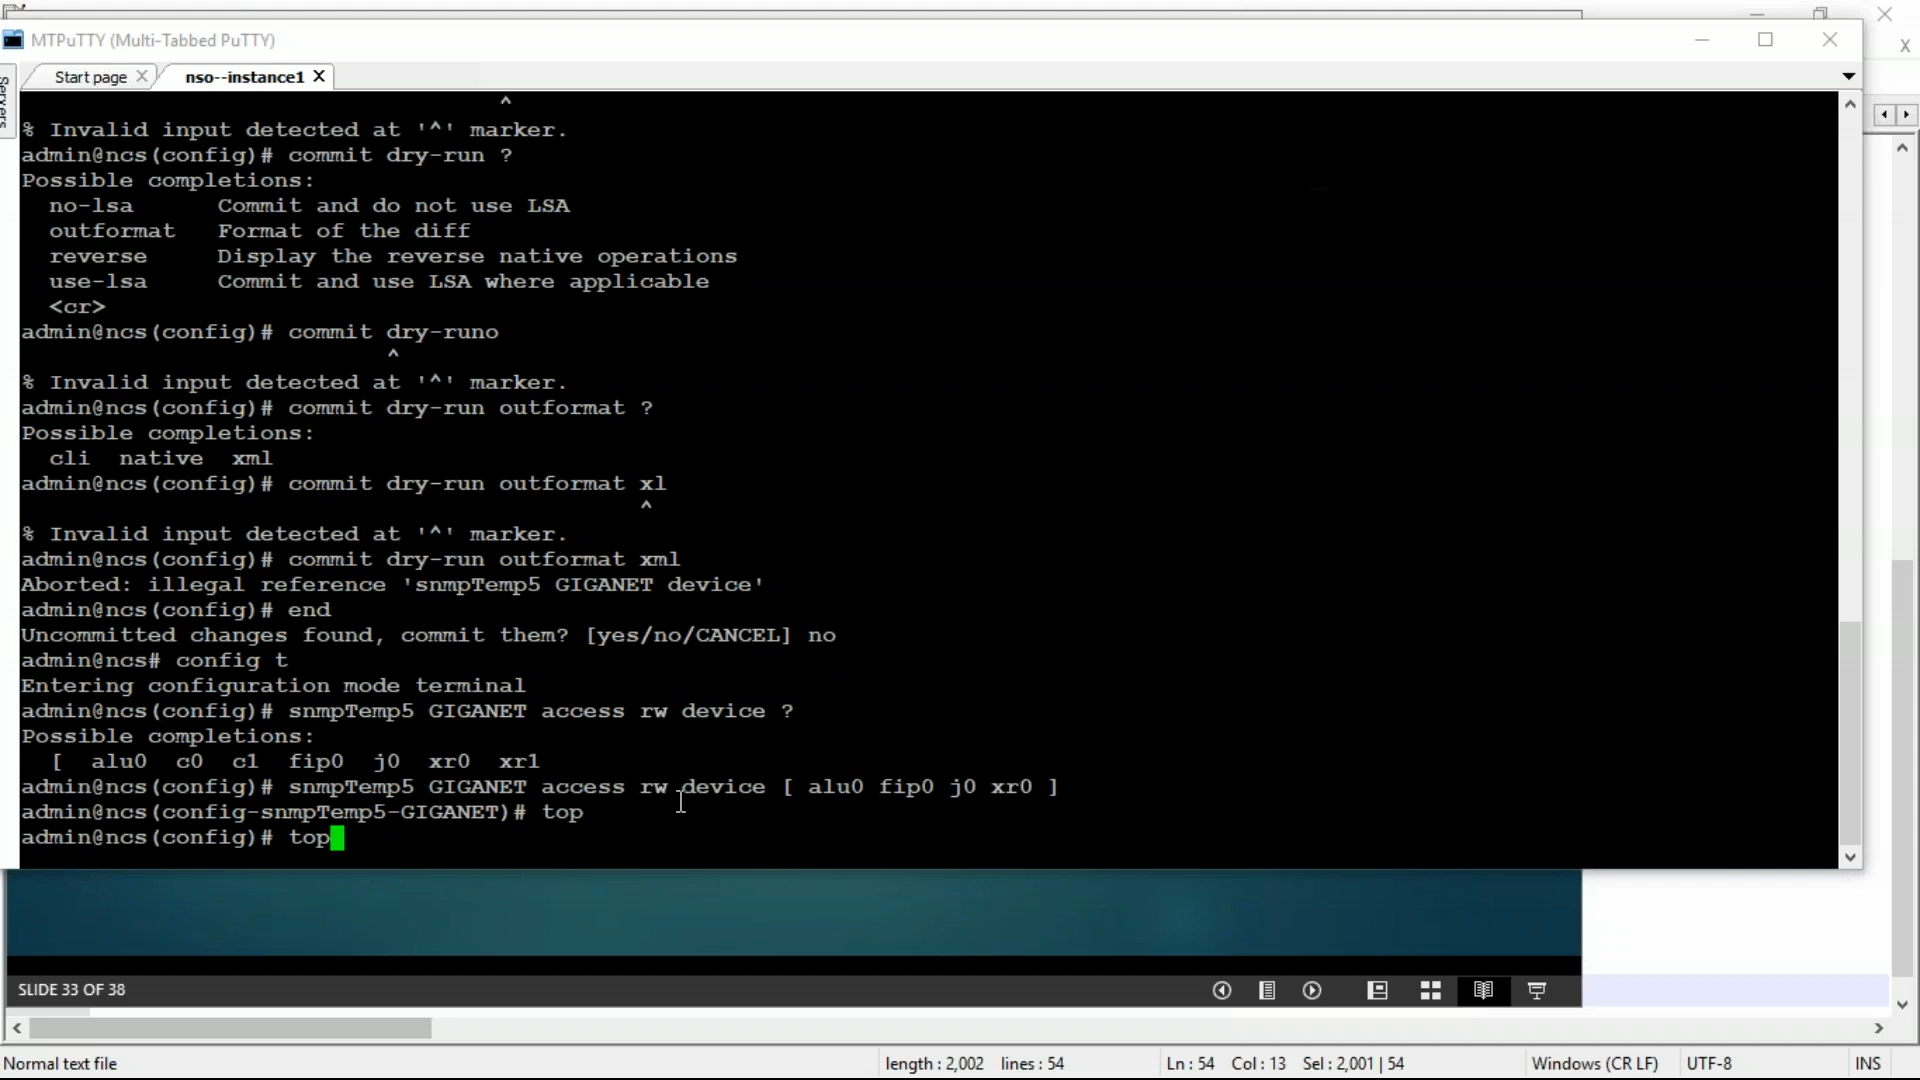 MTPuTTY (Multi-Tabbed PuTTY)
Servers
Start page
nso--instance1
^
% Invalid input detected at '^' marker.
admin@ncs(config)# commit dry-run ?
Possible completions:
no-lsa Commit and do not use LSA
outformat Format of the diff
reverse Display the reverse native operations
use-lsa Commit and use LSA where applicable
<cr>
admin@ncs(config)# commit dry-runo
^
% Invalid input detected at '^' marker.
admin@ncs(config)# commit dry-run outformat ?
Possible completions:
cli native xml
admin@ncs(config)# commit dry-run outformat xl
^
% Invalid input detected at '^' marker.
admin@ncs(config)# commit dry-run outformat xml
Aborted: illegal reference 'snmpTemp5 GIGANET device'
admin@ncs(config)# end
Uncommitted changes found, commit them? [yes/no/CANCEL] no
admin@ncs# config t
Entering configuration mode terminal
admin@ncs(config)# snmpTemp5 GIGANET access rw device ?
Possible completions:
[ alu0 c0 c1 fip0 j0 xr0 xr1
admin@ncs(config)# snmpTemp5 GIGANET access rw device [ alu0 fip0 j0 xr0 ]
admin@ncs(config-snmpTemp5-GIGANET)# top
admin@ncs(config)# top
SLIDE 33 OF 38
Normal text file
length : 2,002 lines : 54
Ln : 54 Col : 13 Sel : 2,001 | 54
Windows (CR LF)
UTF-8
INS